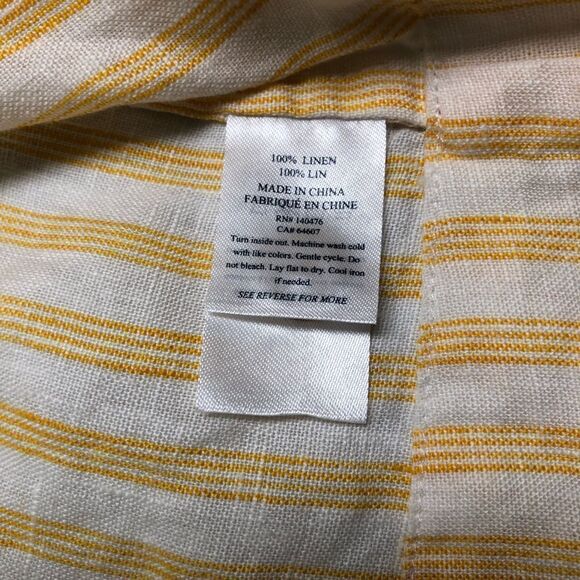 100% LINEN
100% LIN
MADE IN CHINA
FABRIQUÉ EN CHINE
RN# 140476
CA# 64607
Turn inside out. Machine wash cold
with like colors. Gentle cycle. Do
not bleach. Lay flat to dry. Cool iron
if needed.
SEE REVERSE FOR MORE